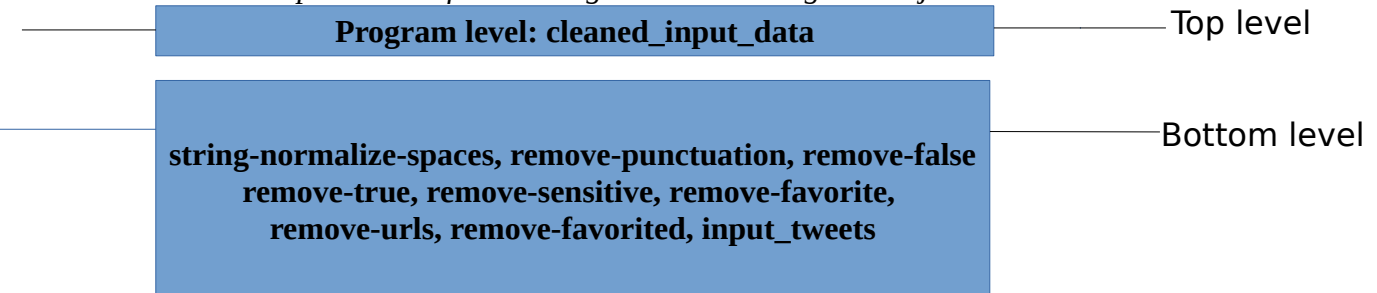 Program level: cleaned_input_data
Top level
string-normalize-spaces, remove-punctuation, remove-false
remove-true, remove-sensitive, remove-favorite,
remove-urls, remove-favorited, input_tweets
Bottom level